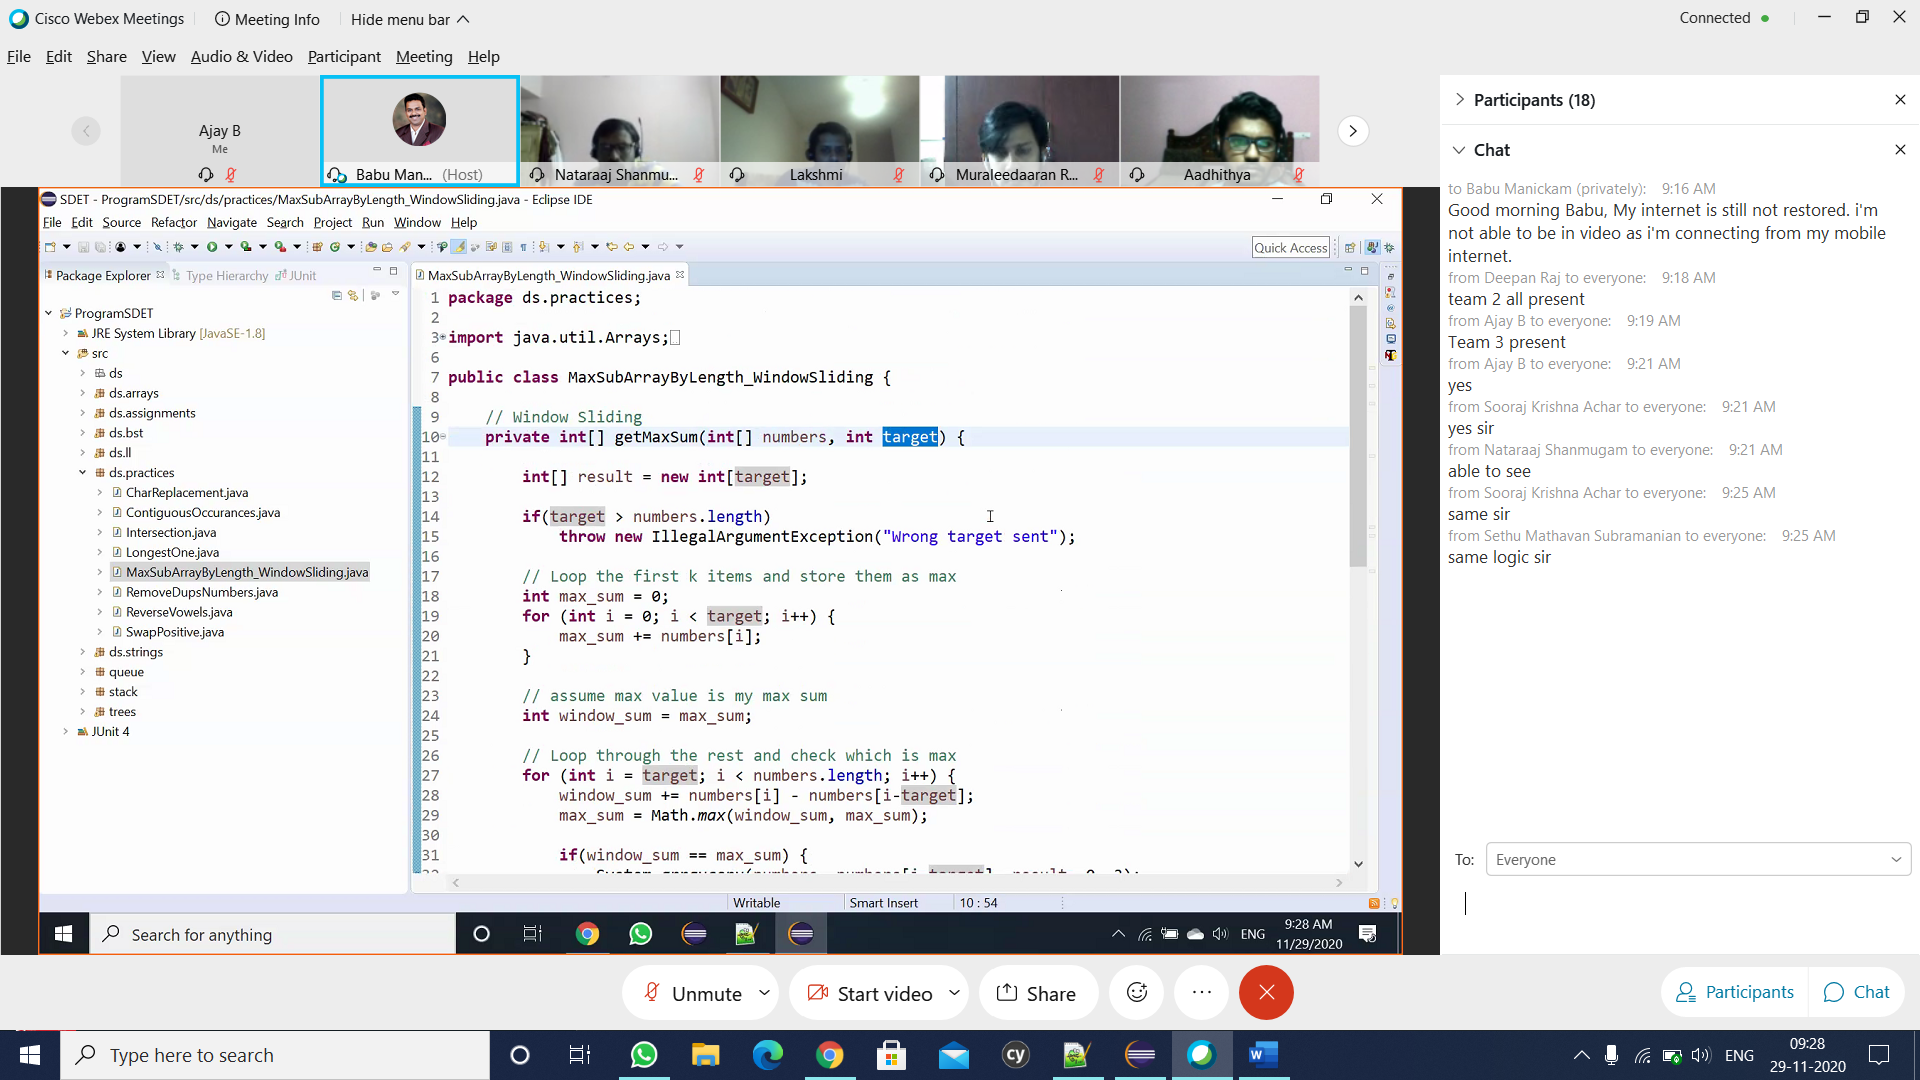 Cisco Webex Meetings
Meeting Info
Hide menu bar
Connected
File Edit Share View Audio & Video Participant Meeting Help
Ajay B
Me
Babu Man... (Host)
Nataraaj Shanmu...
Lakshmi
Muraleedaaran R...
Aadhithya
SDET - ProgramSDET/src/ds/practices/MaxSubArrayByLength_WindowSliding.java - Eclipse IDE
File Edit Source Refactor Navigate Search Project Run Window Help
Quick Access
Package Explorer
Type Hierarchy
JUnit
ProgramSDET
JRE System Library [JavaSE-1.8]
src
ds
ds.arrays
ds.assignments
ds.bst
ds.ll
ds.practices
CharReplacement.java
ContiguousOccurances.java
Intersection.java
LongestOne.java
MaxSubArrayByLength_WindowSliding.java
RemoveDupsNumbers.java
ReverseVowels.java
SwapPositive.java
ds.strings
queue
stack
trees
JUnit 4
MaxSubArrayByLength_WindowSliding.java
1 package ds.practices;
2
3 import java.util.Arrays;
6
7 public class MaxSubArrayByLength_WindowSliding {
8
9 // Window Sliding
10 private int[] getMaxSum(int[] numbers, int target) {
11
12 int[] result = new int[target];
13
14 if(target > numbers.length)
15 throw new IllegalArgumentException("Wrong target sent");
16
17 // Loop the first k items and store them as max
18 int max_sum = 0;
19 for (int i = 0; i < target; i++) {
20 max_sum += numbers[i];
21 }
22
23 // assume max value is my max sum
24 int window_sum = max_sum;
25
26 // Loop through the rest and check which is max
27 for (int i = target; i < numbers.length; i++) {
28 window_sum += numbers[i] - numbers[i-target];
29 max_sum = Math.max(window_sum, max_sum);
30
31 if(window_sum == max_sum) {
Writable
Smart Insert
10 : 54
Search for anything
ENG
9:28 AM
11/29/2020
Participants (18)
Chat
to Babu Manickam (privately): 9:16 AM
Good morning Babu, My internet is still not restored. i'm
not able to be in video as i'm connecting from my mobile
internet.
from Deepan Raj to everyone: 9:18 AM
team 2 all present
from Ajay B to everyone: 9:19 AM
Team 3 present
from Ajay B to everyone: 9:21 AM
yes
from Sooraj Krishna Achar to everyone: 9:21 AM
yes sir
from Nataraaj Shanmugam to everyone: 9:21 AM
able to see
from Sooraj Krishna Achar to everyone: 9:25 AM
same sir
from Sethu Mathavan Subramanian to everyone: 9:25 AM
same logic sir
To: Everyone
Unmute
Start video
Share
Participants
Chat
Type here to search
cy
ENG
09:28
29-11-2020